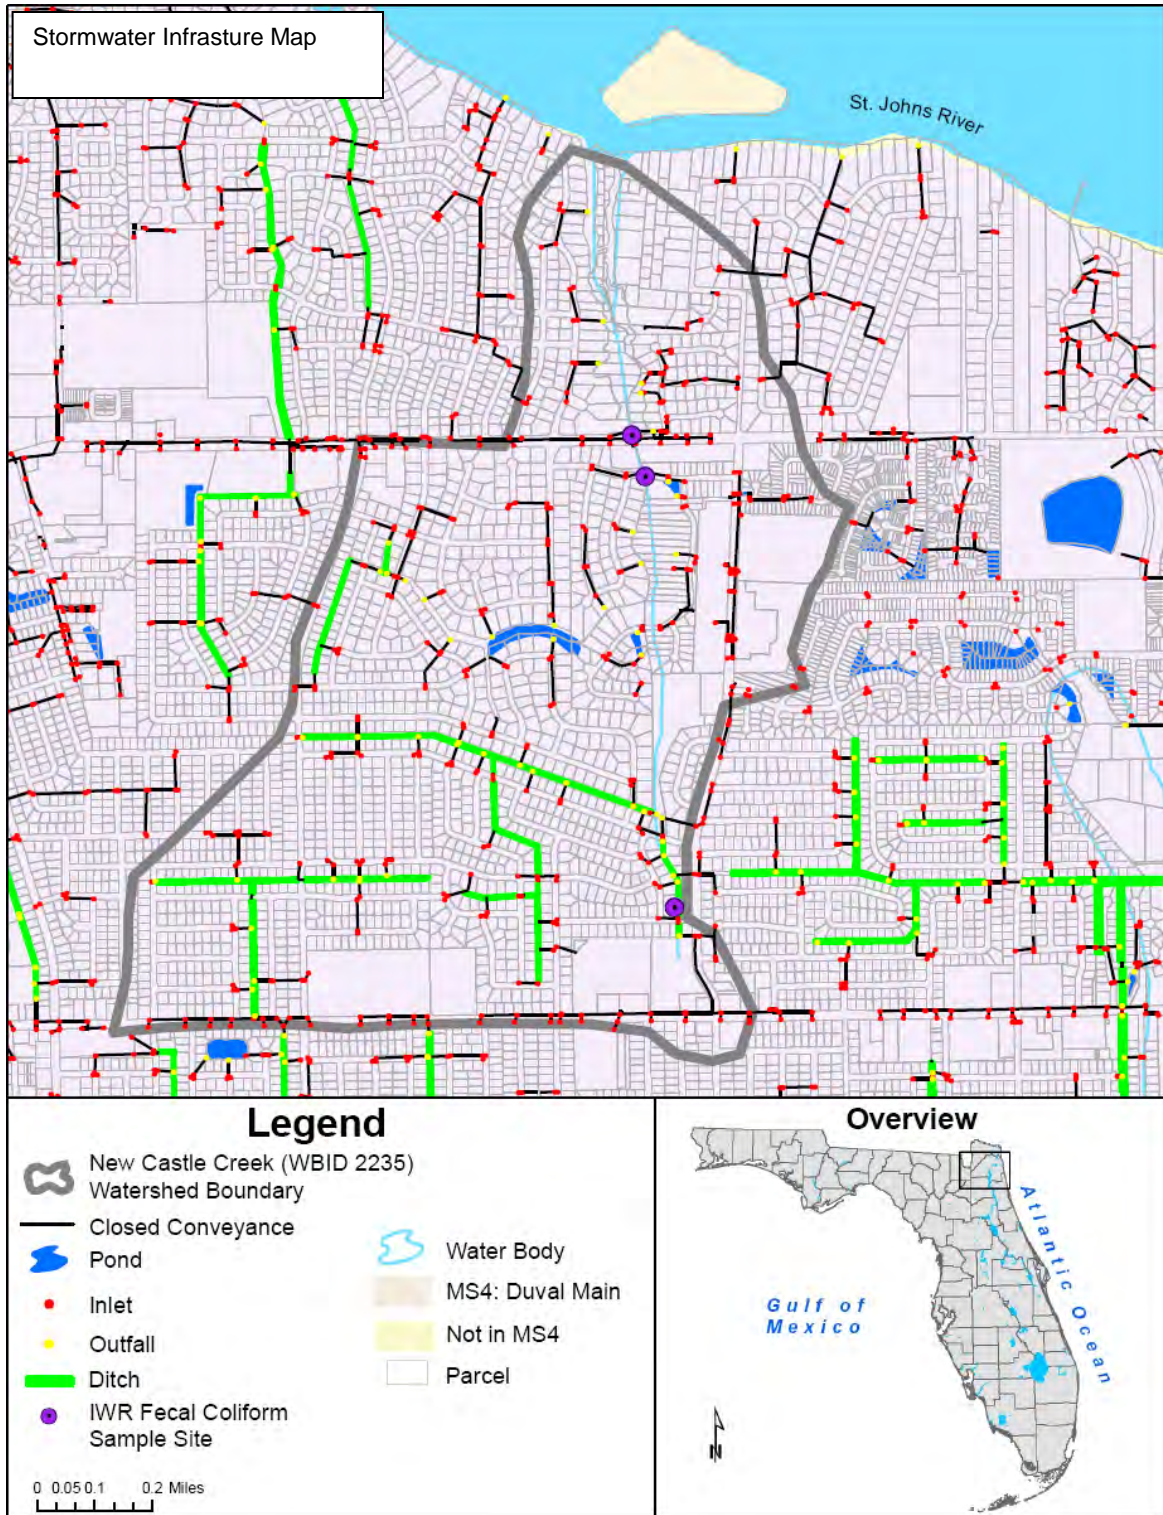 Stormwater Infrasture Map
St. Johns River
Legend
New Castle Creek (WBID 2235)
Watershed Boundary
Closed Conveyance
Pond
Inlet
Outfall
Ditch
IWR Fecal Coliform
Sample Site
0 0.05 0.1 0.2 Miles
Water Body
MS4: Duval Main
Not in MS4
Parcel
Overview
Atlantic Ocean
Gulf of
Mexico
N